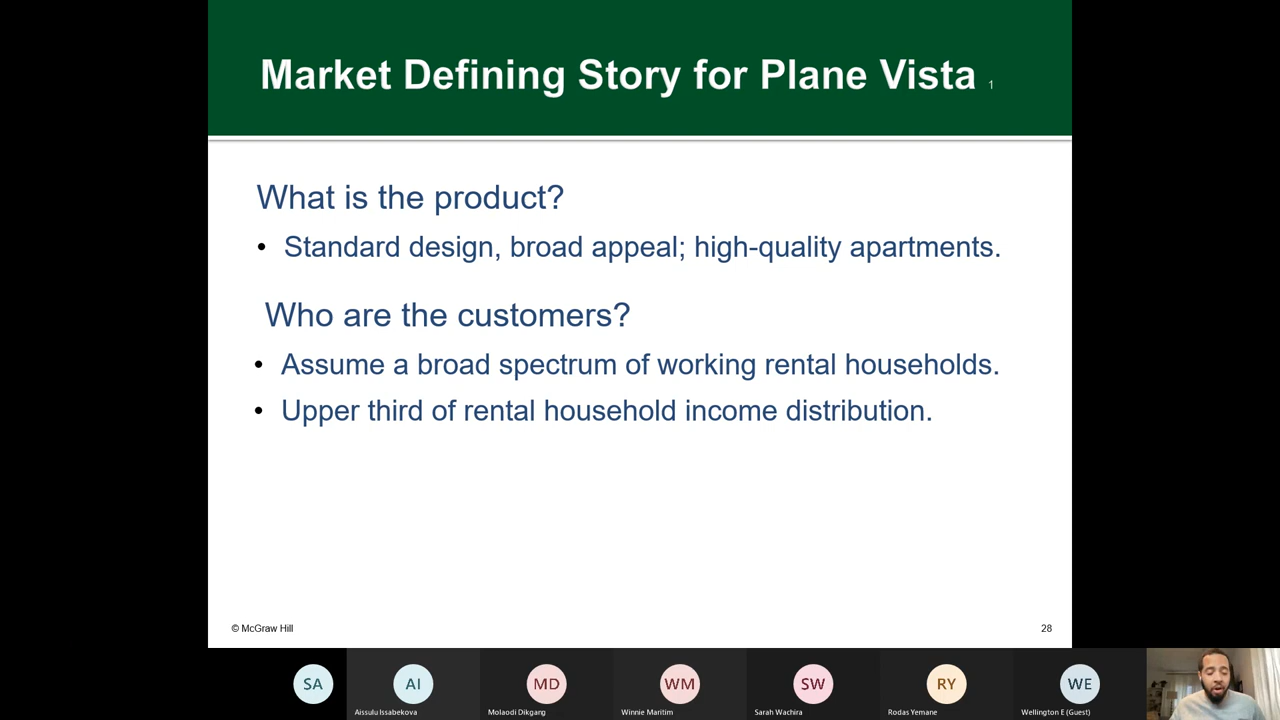 Market Defining Story for Plane Vista 1
What is the product?
• Standard design, broad appeal; high-quality apartments.
Who are the customers?
• Assume a broad spectrum of working rental households.
• Upper third of rental household income distribution.
© McGraw Hill
28
SA
AI
MD
WM
SW
RY
WE
Aissulu Issabekova
Molaodi Dikgang
Winnie Maritim
Sarah Wachira
Rodas Yemane
Wellington E (Guest)